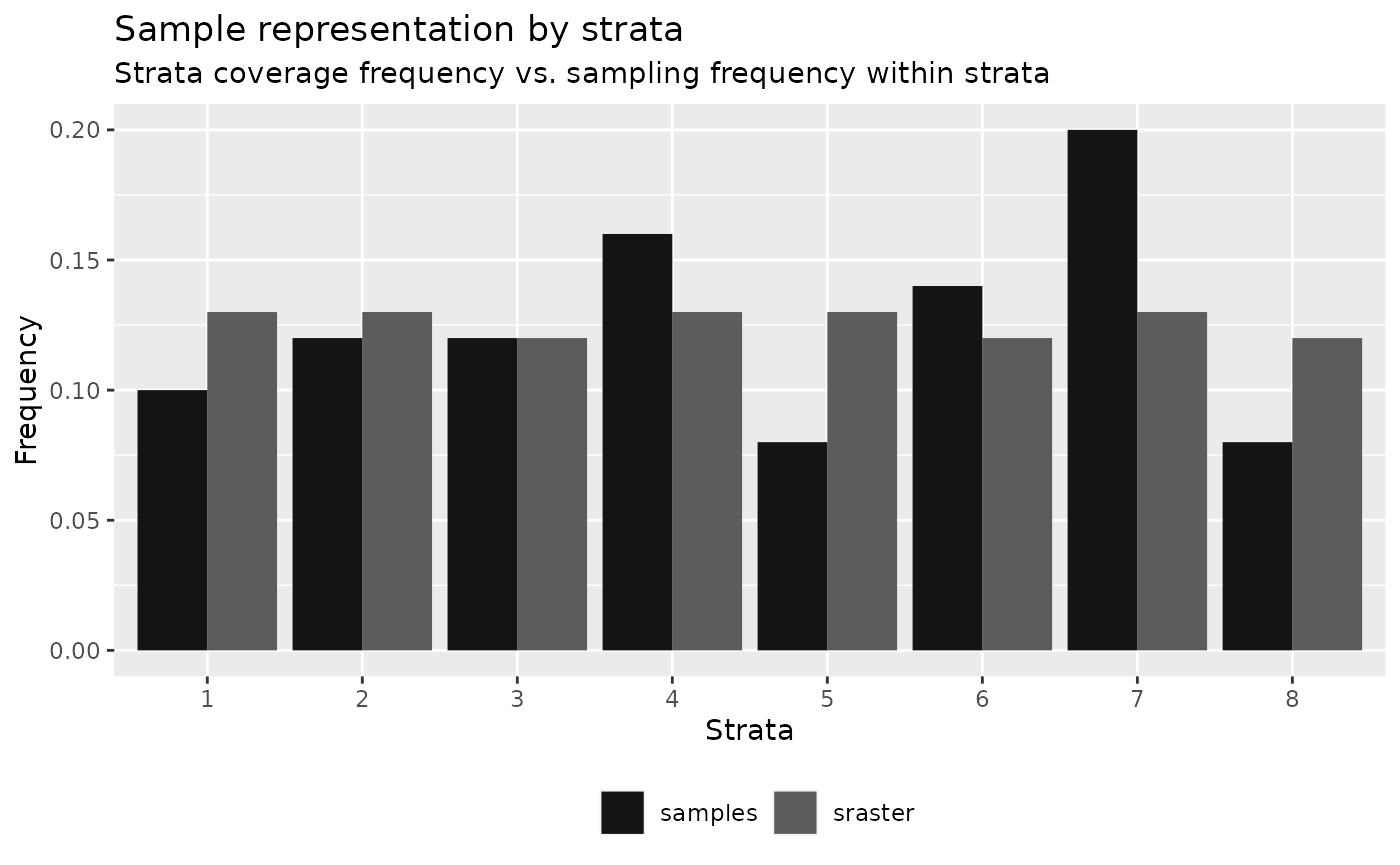 Sample representation by strata
Strata coverage frequency vs. sampling frequency within strata
Frequency
0.20
0.15
0.10
0.05
0.00
1 2 3 4 5 6 7 8
Strata
samples sraster